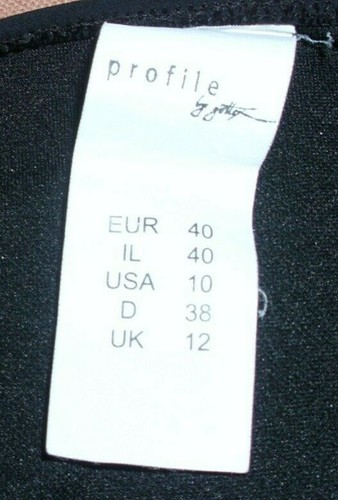 profile
by gottex
EUR 40
IL 40
USA 10
D 38
UK 12